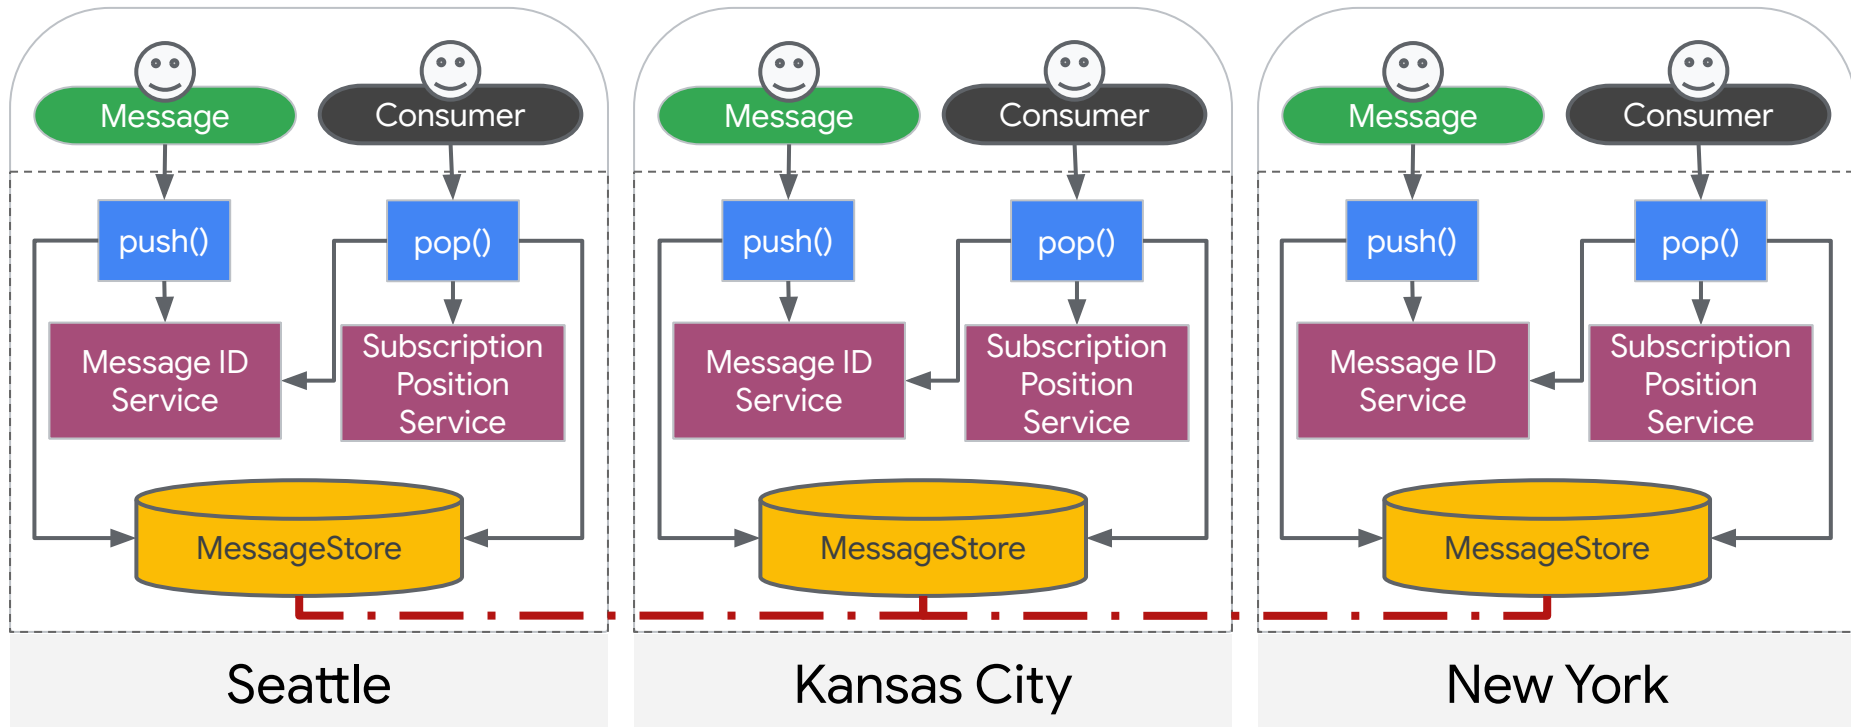 Message
Consumer
push()
pop()
Message ID
Service
Subscription
Position
Service
MessageStore
Seattle
Message
Consumer
push()
pop()
Message ID
Service
Subscription
Position
Service
MessageStore
Kansas City
Message
Consumer
push()
pop()
Message ID
Service
Subscription
Position
Service
MessageStore
New York